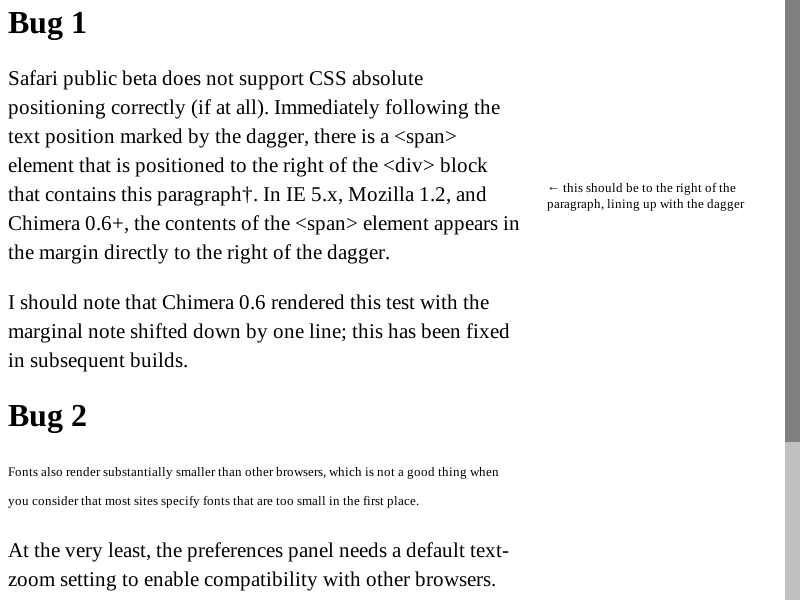 Bug 1
Safari public beta does not support CSS absolute
positioning correctly (if at all). Immediately following the
text position marked by the dagger, there is a <span>
element that is positioned to the right of the <div> block
that contains this paragraph†. In IE 5.x, Mozilla 1.2, and
Chimera 0.6+, the contents of the <span> element appears in
the margin directly to the right of the dagger.
← this should be to the right of the
paragraph, lining up with the dagger
I should note that Chimera 0.6 rendered this test with the
marginal note shifted down by one line; this has been fixed
in subsequent builds.
Bug 2
Fonts also render substantially smaller than other browsers, which is not a good thing when
you consider that most sites specify fonts that are too small in the first place.
At the very least, the preferences panel needs a default text-
zoom setting to enable compatibility with other browsers.